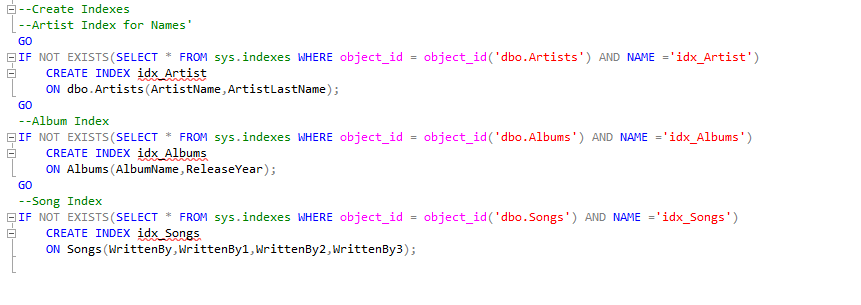 --Create Indexes
--Artist Index for Names'
GO
IF NOT EXISTS(SELECT * FROM sys.indexes WHERE object_id = object_id('dbo.Artists') AND NAME ='idx_Artist')
CREATE INDEX idx_Artist
ON dbo.Artists(ArtistName,ArtistLastName);
GO
--Album Index
IF NOT EXISTS(SELECT * FROM sys.indexes WHERE object_id = object_id('dbo.Albums') AND NAME ='idx_Albums')
CREATE INDEX idx_Albums
ON Albums(AlbumName,ReleaseYear);
GO
--Song Index
IF NOT EXISTS(SELECT * FROM sys.indexes WHERE object_id = object_id('dbo.Songs') AND NAME ='idx_Songs')
CREATE INDEX idx_Songs
ON Songs(WrittenBy,WrittenBy1,WrittenBy2,WrittenBy3);